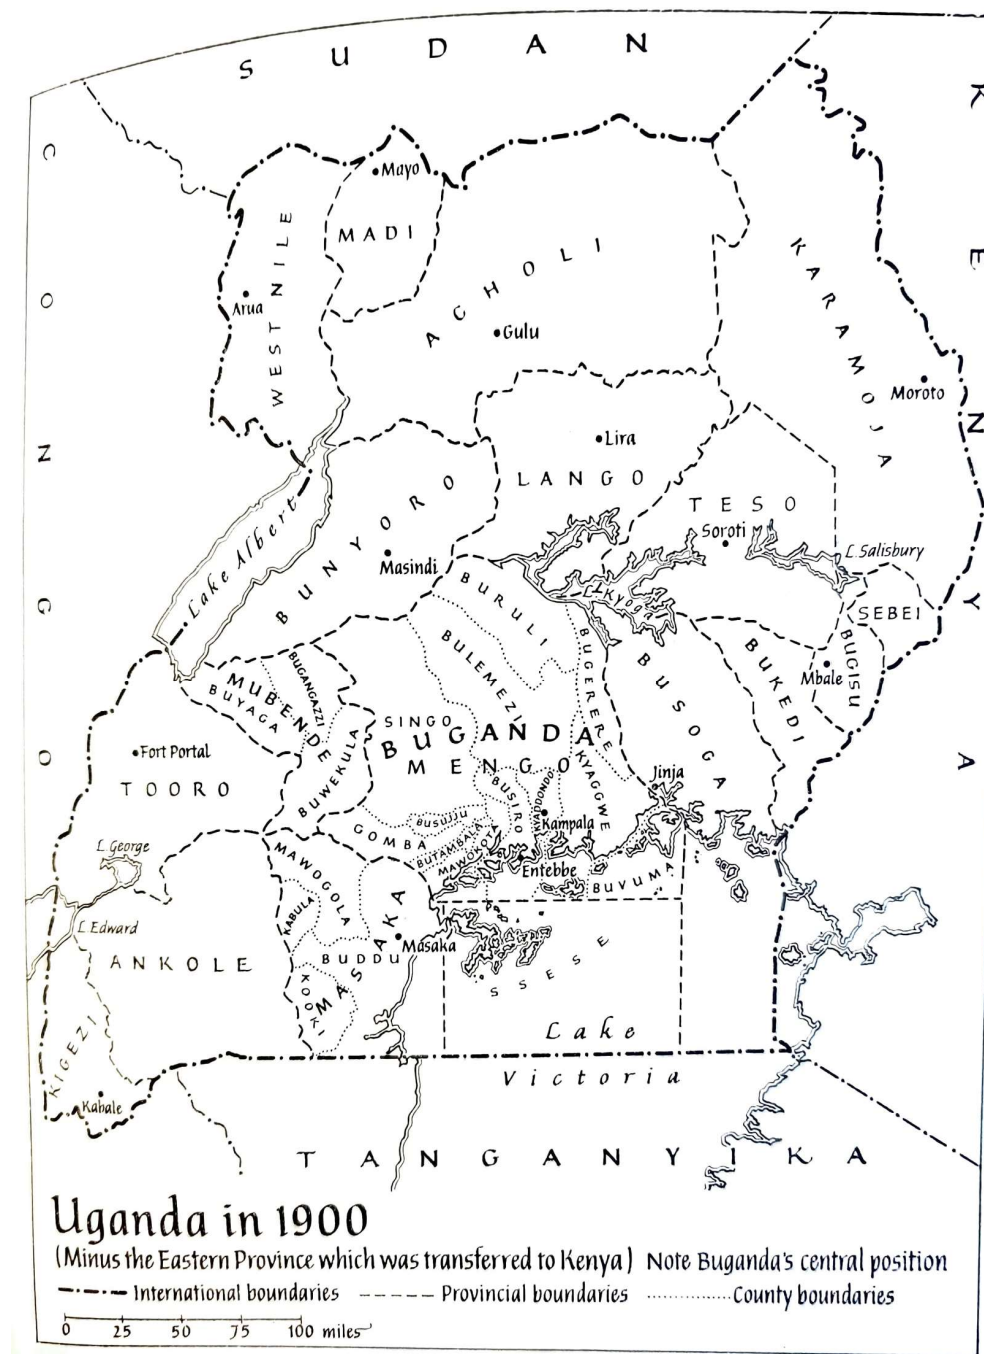 SUDAN
KENYA
CONGO
Mayo
MADI
WEST NILE
Arua
ACHOLI
Gulu
KARAMOJA
Moroto
Lira
LANGO
TESO
Soroti
L. Salisbury
SEBEI
BUGISU
Mbale
BUKEDI
BUSOGA
Jinja
L. Kyoga
Lake Albert
BUNYORO
Masindi
BURULI
BULEMEZI
BUGERERE
SINGO
BUGANDA
MENGO
KYAGGWE
KYADDONDO
BUSIRO
Kampala
Entebbe
BUVUMA
BUGANGAZZI
MUBENDE
BUYAGA
BUWEKULA
Fort Portal
TOORO
GOMBA
BUSUJJU
BUTAMBALA
MAWOKOTA
L. George
L. Edward
MAWOGOLA
KABULA
BUDDU
MASAKA
Masaka
KOOKI
ANKOLE
KIGEZI
Kabale
SSESE
Lake
Victoria
TANGANYIKA
Uganda in 1900
(Minus the Eastern Province which was transferred to Kenya) Note Buganda's central position
International boundaries Provincial boundaries County boundaries
0 25 50 75 100 miles